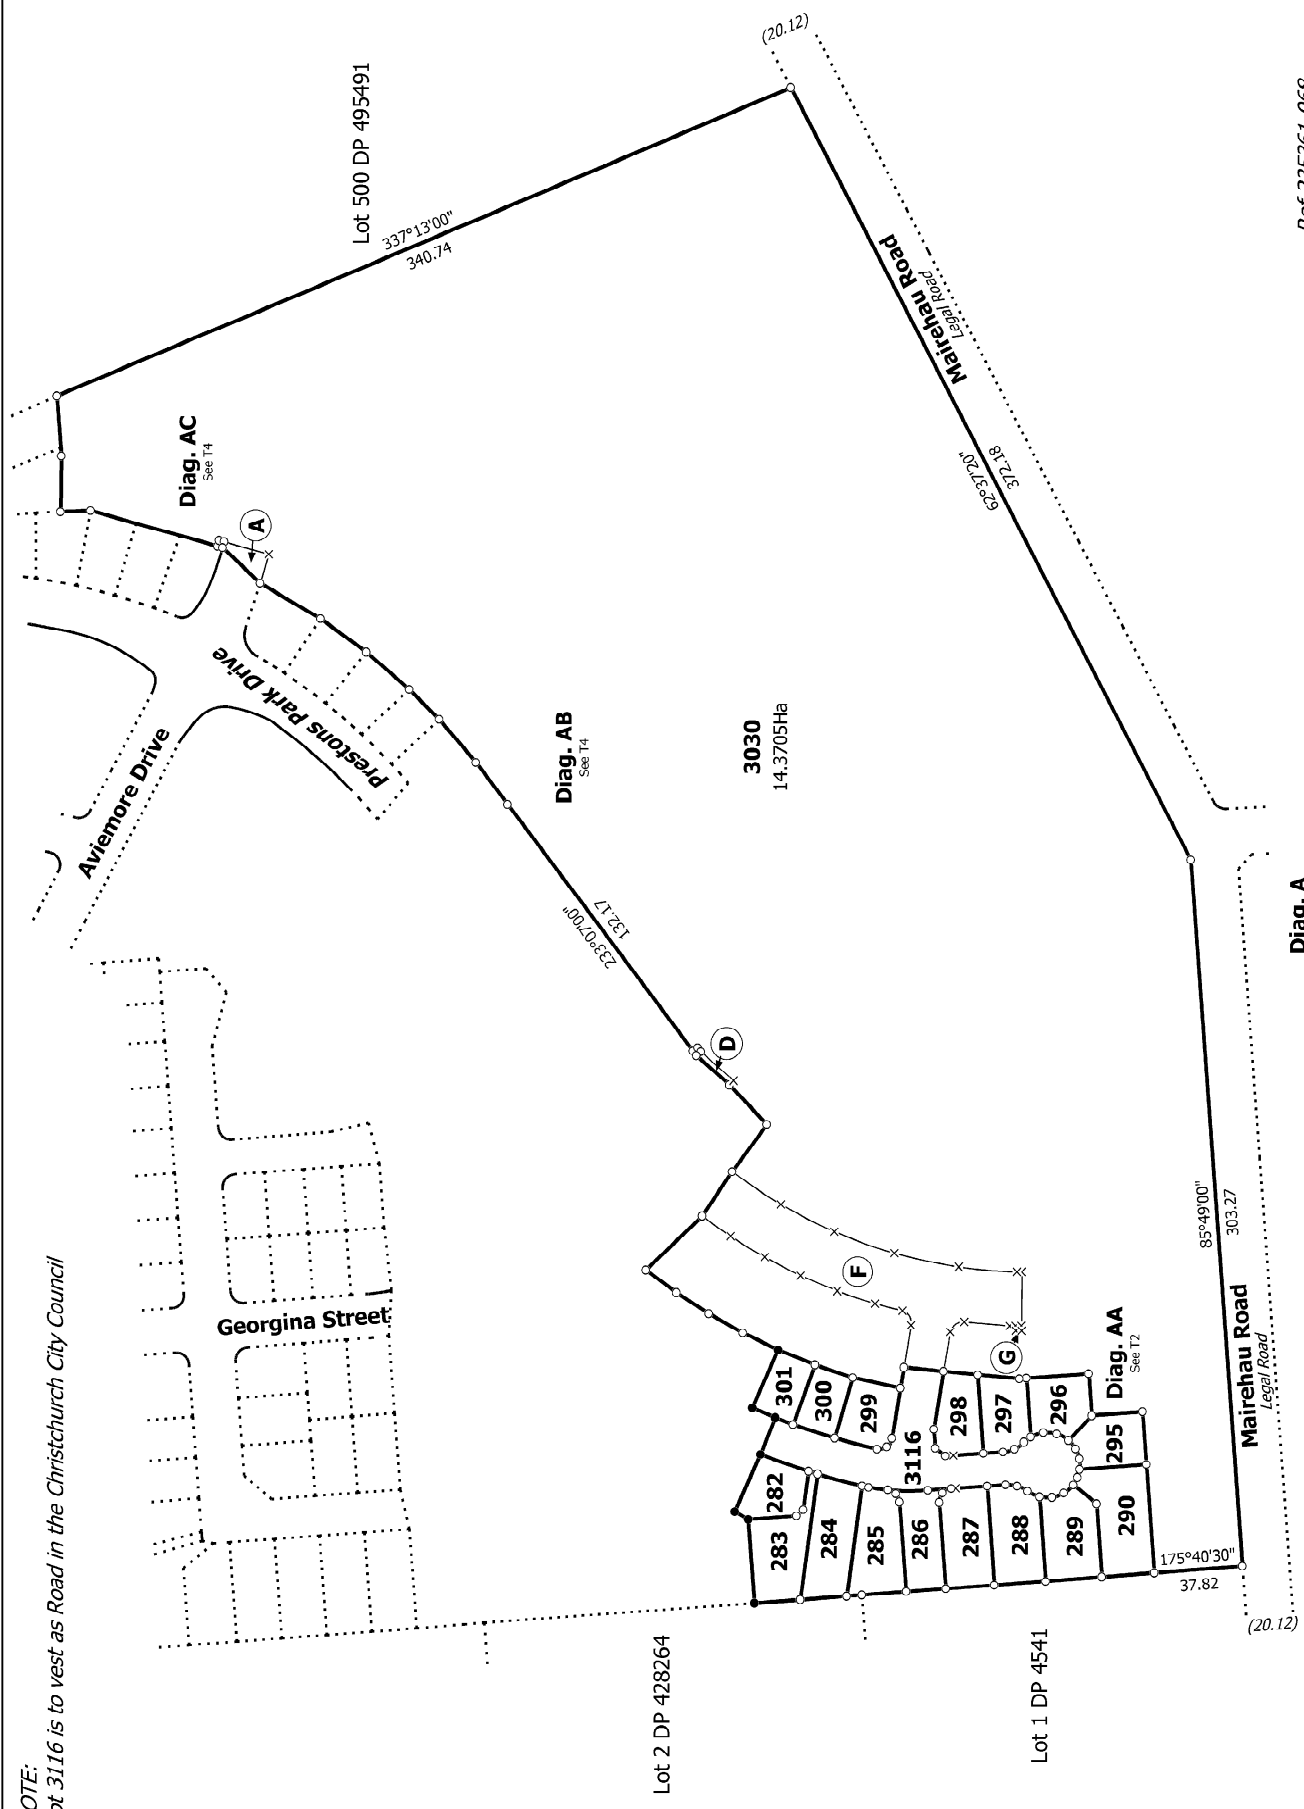 OTE:
ot 3116 is to vest as Road in the Christchurch City Council
Lot 500 DP 495491
(20.12)
337°13'00"
340.74
Diag. AC
See T4
A
Mairehau Road
Legal Road
62°37'20"
372.18
Aviemore Drive
Prestons Park Drive
Diag. AB
See T4
3030
14.3705Ha
233°07'00"
132.17
D
Georgina Street
F
G
85°49'00"
303.27
Mairehau Road
Legal Road
Diag. AA
See T2
Diag. A
301
300
299
298
297
296
295
3116
282
283
284
285
286
287
288
289
290
175°40'30"
37.82
(20.12)
Lot 2 DP 428264
Lot 1 DP 4541